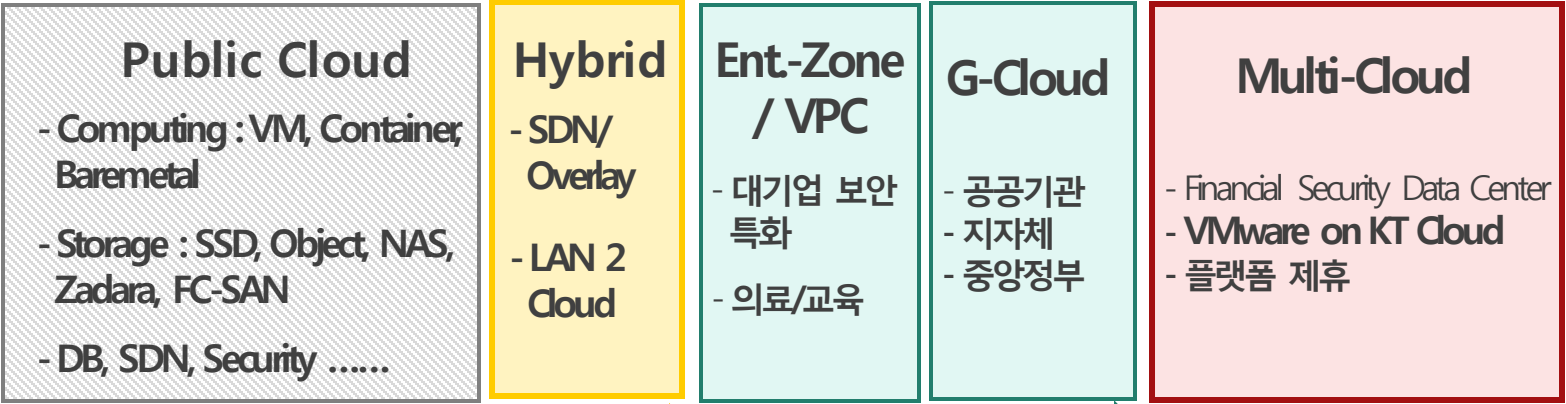 Public Cloud
- Computing : VM, Container,
Baremetal
- Storage : SSD, Object, NAS,
Zadara, FC-SAN
- DB, SDN, Security ……
Hybrid
- SDN/
Overlay
- LAN 2
Cloud
Ent.-Zone
/ VPC
- 대기업 보안
특화
- 의료/교육
G-Cloud
- 공공기관
- 지자체
- 중앙정부
Multi-Cloud
- Financial Security Data Center
- VMware on KT Cloud
- 플랫폼 제휴